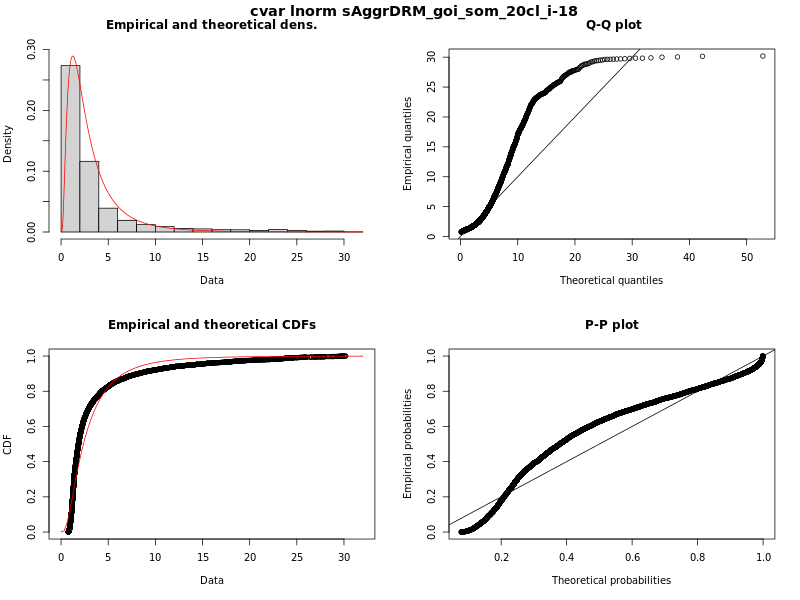 cvar lnorm sAggrDRM_goi_som_20cl_i-18
Empirical and theoretical dens.
Density
0.00 0.10 0.20 0.30
0 5 10 15 20 25 30
Data
Q-Q plot
Empirical quantiles
0 5 10 15 20 25 30
0 10 20 30 40 50
Theoretical quantiles
Empirical and theoretical CDFs
CDF
0.0 0.2 0.4 0.6 0.8 1.0
0 5 10 15 20 25 30
Data
P-P plot
Empirical probabilities
0.0 0.2 0.4 0.6 0.8 1.0
0.2 0.4 0.6 0.8 1.0
Theoretical probabilities